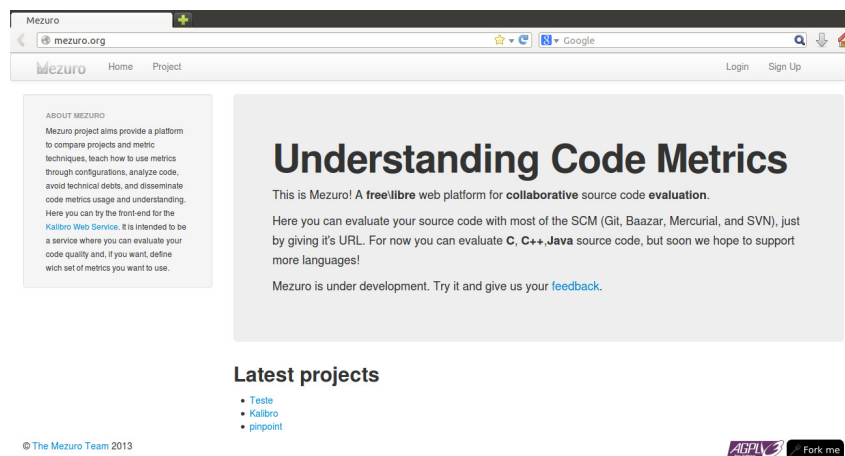 Mezuro
mezuro.org
Google
Mezuro Home Project Login Sign Up
ABOUT MEZURO
Mezuro project aims provide a platform
to compare projects and metric
techniques, teach how to use metrics
through configurations, analyze code,
avoid technical debts, and disseminate
code metrics usage and understanding.
Here you can try the front-end for the
Kalibro Web Service. It is intended to be
a service where you can evaluate your
code quality and, if you want, define
wich set of metrics you want to use.
Understanding Code Metrics
This is Mezuro! A free\libre web platform for collaborative source code evaluation.
Here you can evaluate your source code with most of the SCM (Git, Baazar, Mercurial, and SVN), just
by giving it's URL. For now you can evaluate C, C++,Java source code, but soon we hope to support
more languages!
Mezuro is under development. Try it and give us your feedback.
Latest projects
• Teste
• Kalibro
• pinpoint
© The Mezuro Team 2013
AGPLv3 Fork me